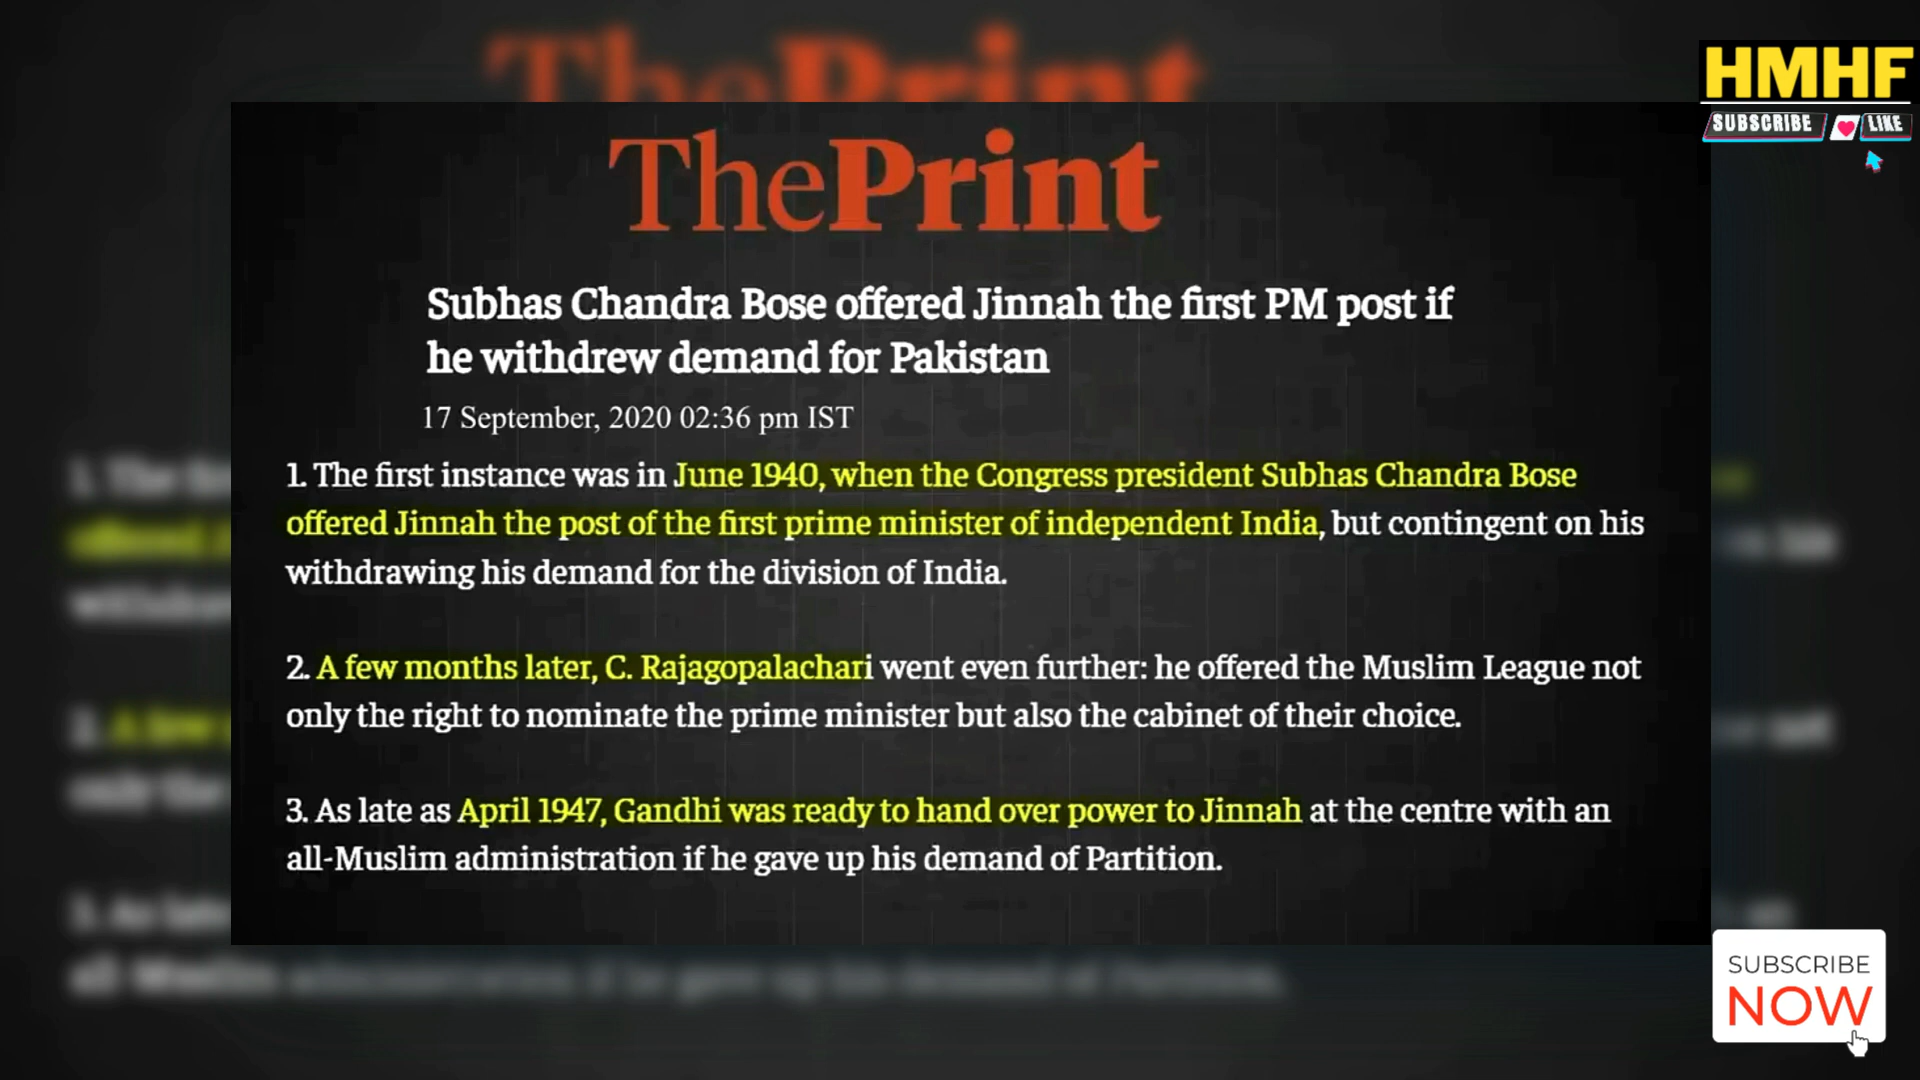 ThePrint
HMHF
SUBSCRIBE LIKE
ThePrint
Subhas Chandra Bose offered Jinnah the first PM post if
he withdrew demand for Pakistan
17 September, 2020 02:36 pm IST
1. The first instance was in June 1940, when the Congress president Subhas Chandra Bose
offered Jinnah the post of the first prime minister of independent India, but contingent on his
withdrawing his demand for the division of India.
2. A few months later, C. Rajagopalachari went even further: he offered the Muslim League not
only the right to nominate the prime minister but also the cabinet of their choice.
3. As late as April 1947, Gandhi was ready to hand over power to Jinnah at the centre with an
all-Muslim administration if he gave up his demand of Partition.
SUBSCRIBE
NOW